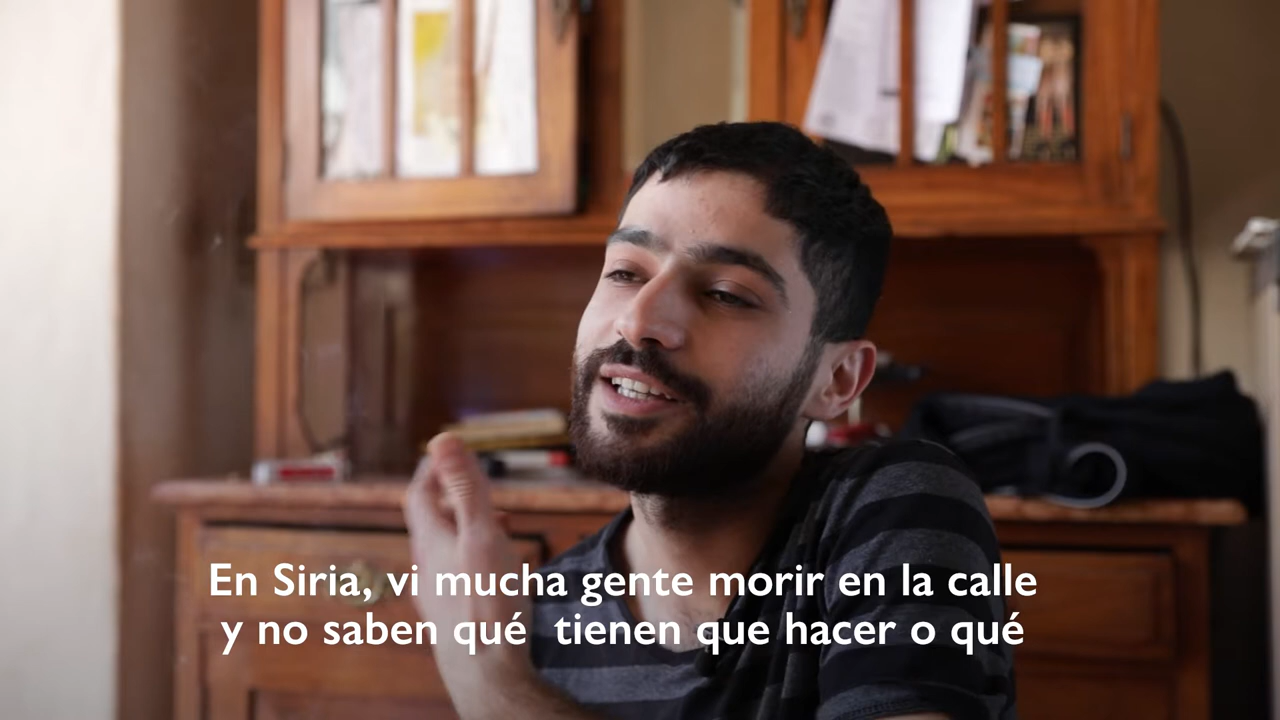 En Siria, vi mucha gente morir en la calle
y no saben qué  tienen que hacer o qué